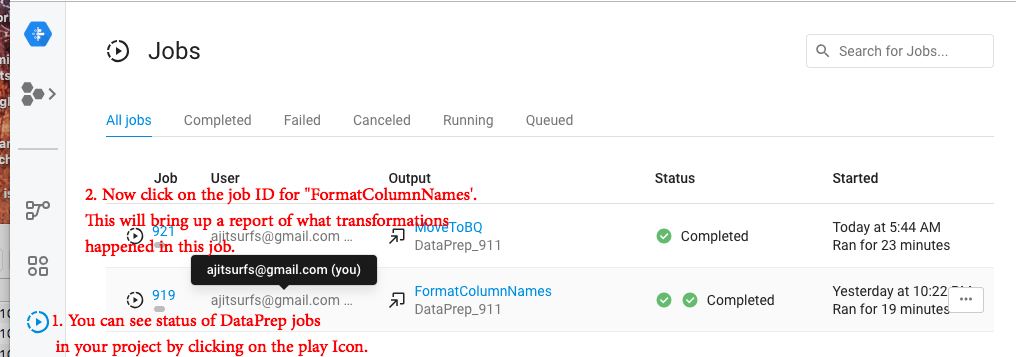 Jobs
Search for Jobs...
All jobs Completed Failed Canceled Running Queued
Job User Output Status Started
2. Now click on the job ID for "FormatColumnNames'.
This will bring up a report of what transformations
happened in this job.
921 ajitsurfs@gmail.com ... MoveToBQ Completed Today at 5:44 AM
DataPrep_911 Ran for 23 minutes
ajitsurfs@gmail.com (you)
919 ajitsurfs@gmail.com ... FormatColumnNames Completed Yesterday at 10:22 PM
DataPrep_911 Ran for 19 minutes
1. You can see status of DataPrep jobs
in your project by clicking on the play Icon.